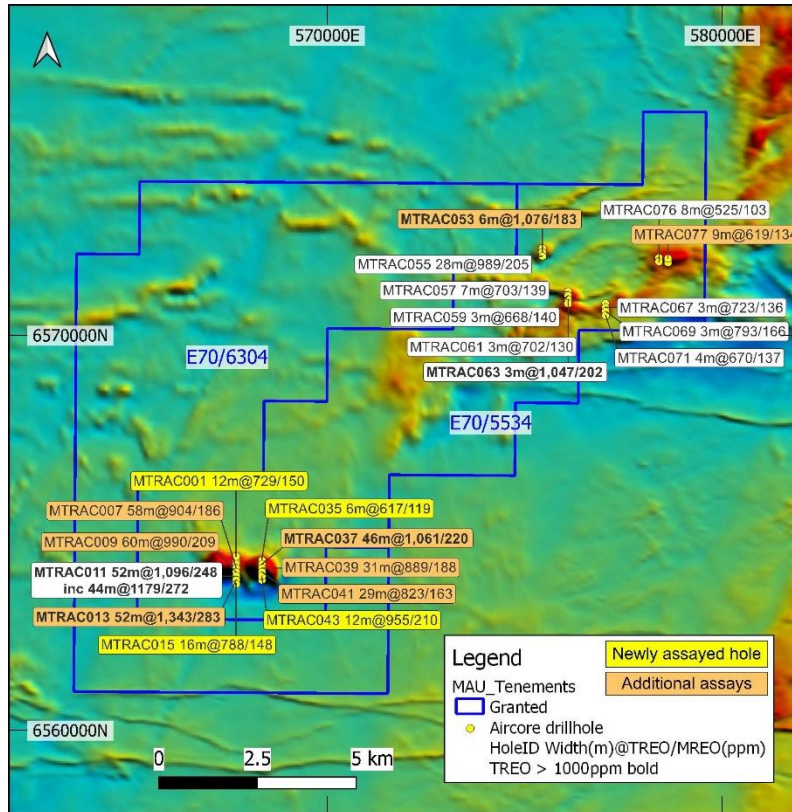 570000E
580000E
MTRAC053 6m@1,076/183
MTRAC076 8m@525/103
MTRAC077 9m@619/134
MTRAC055 28m@989/205
MTRAC057 7m@703/139
MTRAC059 3m@668/140
MTRAC067 3m@723/136
6570000N
MTRAC069 3m@793/166
MTRAC061 3m@702/130
MTRAC071 4m@670/137
E70/6304
MTRAC063 3m@1,047/202
E70/5534
MTRAC001 12m@729/150
MTRAC007 58m@904/186
MTRAC035 6m@617/119
MTRAC009 60m@990/209
MTRAC037 46m@1,061/220
MTRAC011 52m@1,096/248
inc 44m@1179/272
MTRAC039 31m@889/188
MTRAC041 29m@823/163
MTRAC013 52m@1,343/283
MTRAC043 12m@955/210
MTRAC015 16m@788/148
Legend
Newly assayed hole
Additional assays
MAU_Tenements
Granted
Aircore drillhole
HoleID Width(m)@TREO/MREO(ppm)
TREO > 1000ppm bold
6560000N
0 2.5 5 km